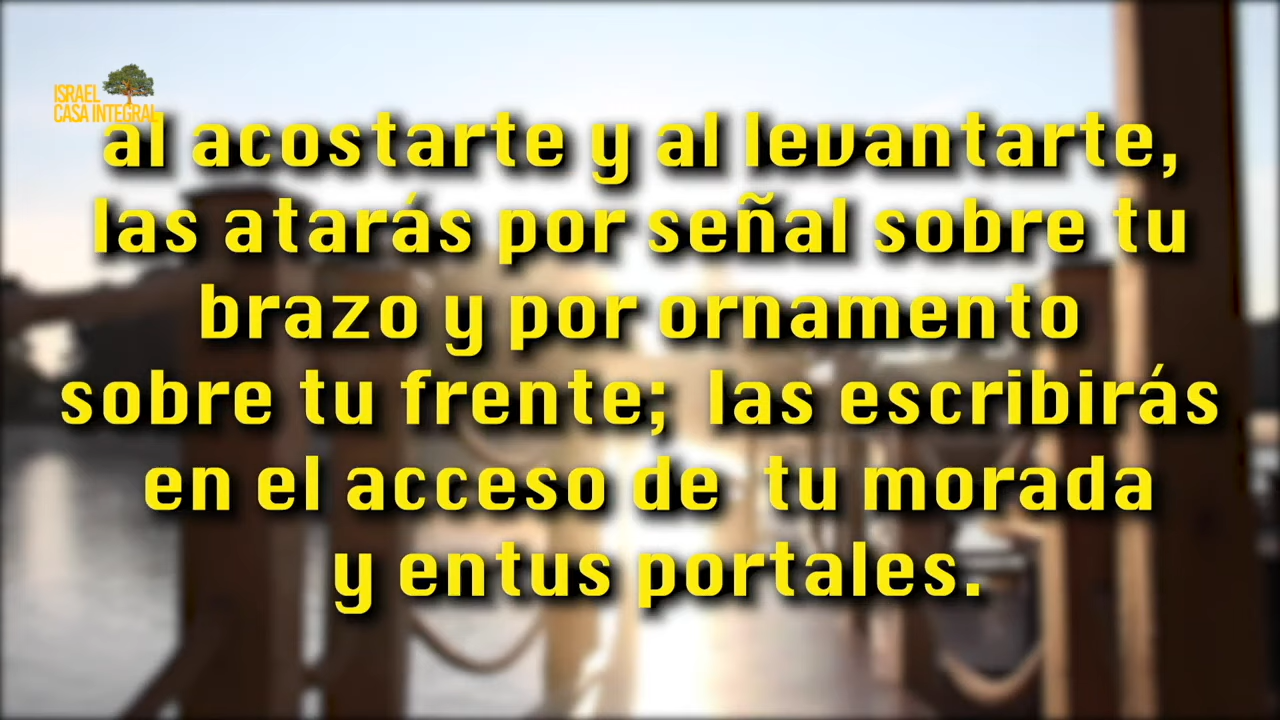 ISRAEL
CASA INTEGRAL
al acostarte y al levantarte,
las atarás por señal sobre tu
brazo y por ornamento
sobre tu frente; las escribirás
en el acceso de tu morada
y entus portales.